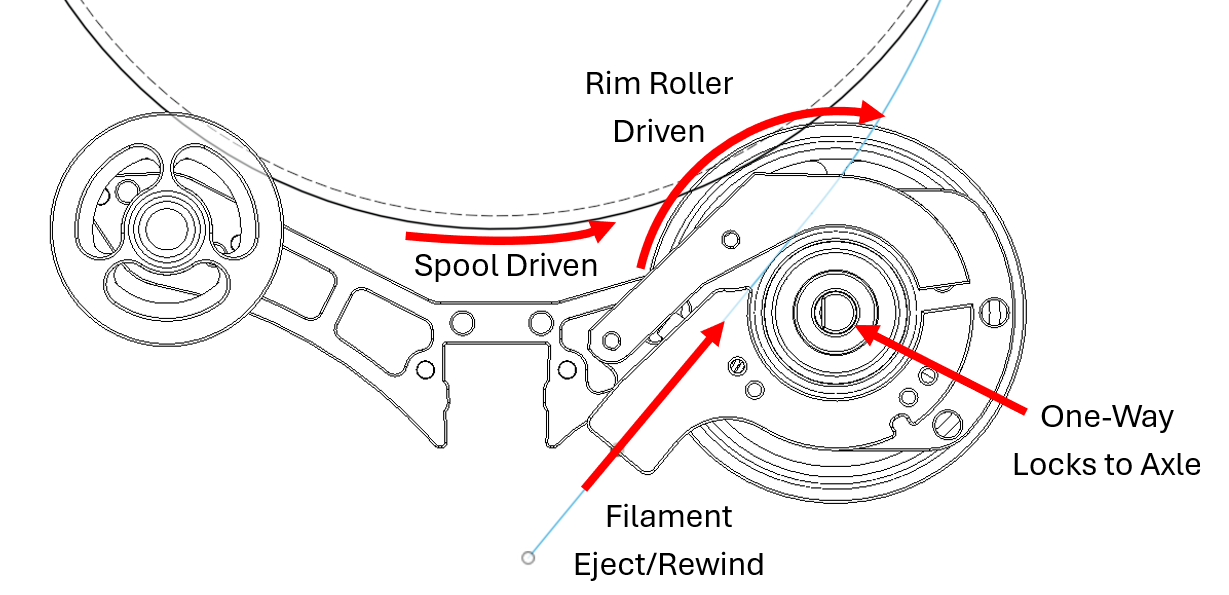 Rim Roller
Driven
Spool Driven
One-Way
Locks to Axle
Filament
Eject/Rewind